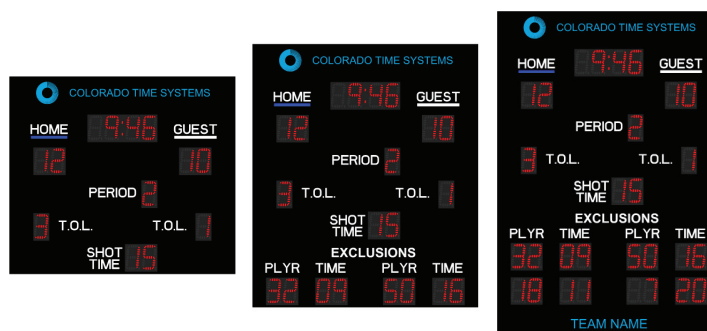 COLORADO TIME SYSTEMS
HOME 9:46 GUEST
12 10
PERIOD 2
3 T.O.L. T.O.L. 1
SHOT TIME 15
COLORADO TIME SYSTEMS
HOME 9:46 GUEST
12 10
PERIOD 2
3 T.O.L. T.O.L. 1
SHOT TIME 15
EXCLUSIONS
PLYR TIME PLYR TIME
32 09 50 16
COLORADO TIME SYSTEMS
HOME 9:46 GUEST
12 10
PERIOD 2
3 T.O.L. T.O.L. 1
SHOT TIME 15
EXCLUSIONS
PLYR TIME PLYR TIME
32 09 50 16
18 11 7 20
TEAM NAME